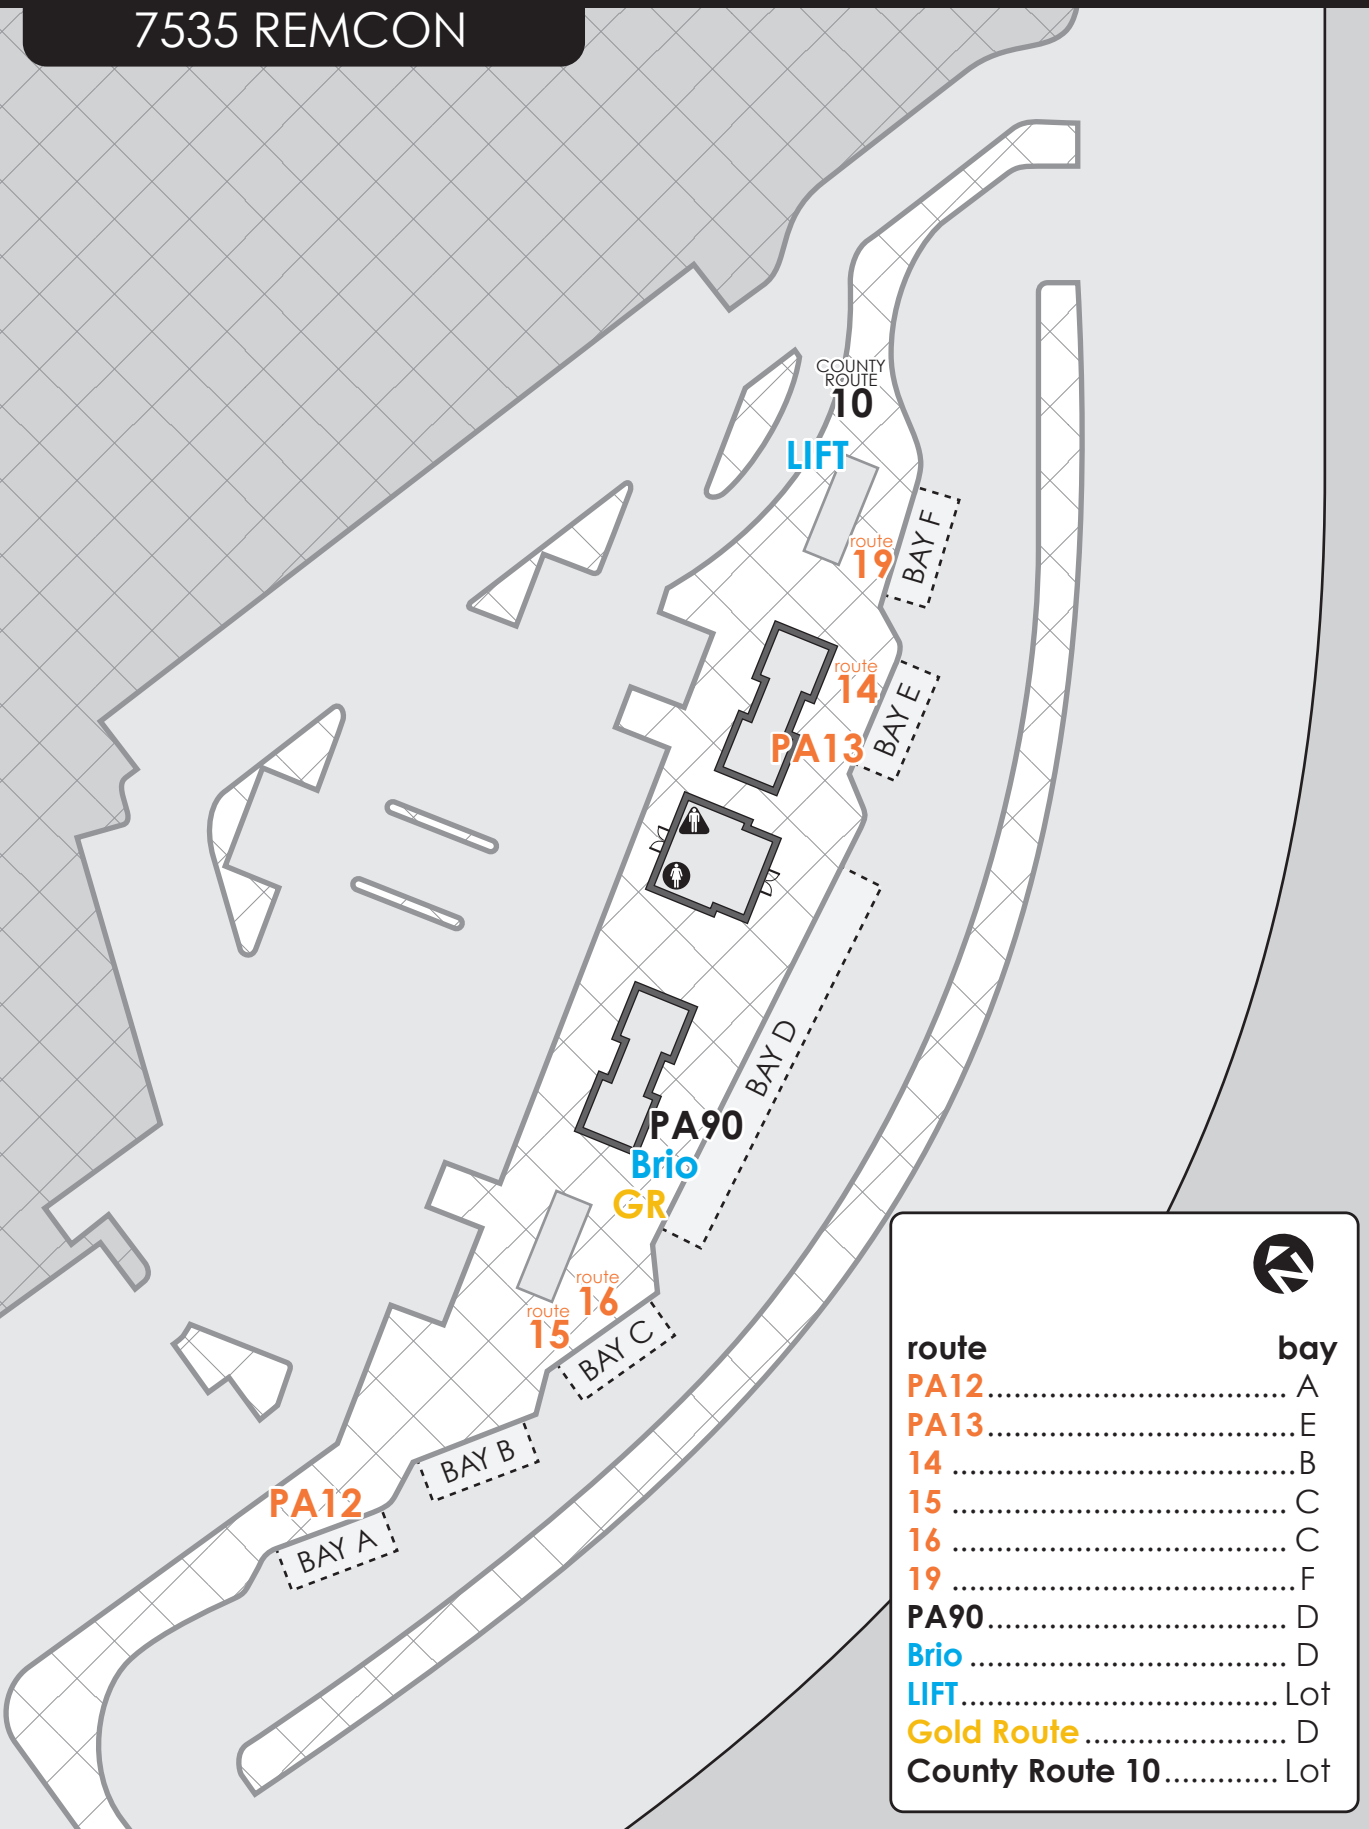 7535 REMCON
COUNTY
ROUTE
10
LIFT
BAY F
route
19
route
14
BAY E
PA13
BAY D
PA90
Brio
GR
route
16
route
15
BAY C
BAY B
PA12
BAY A
route bay
PA12.................................. A
PA13..................................E
14 ......................................B
15 ..................................... C
16 ..................................... C
19 ......................................F
PA90.................................. D
Brio ................................... D
LIFT................................... Lot
Gold Route ....................... D
County Route 10............. Lot